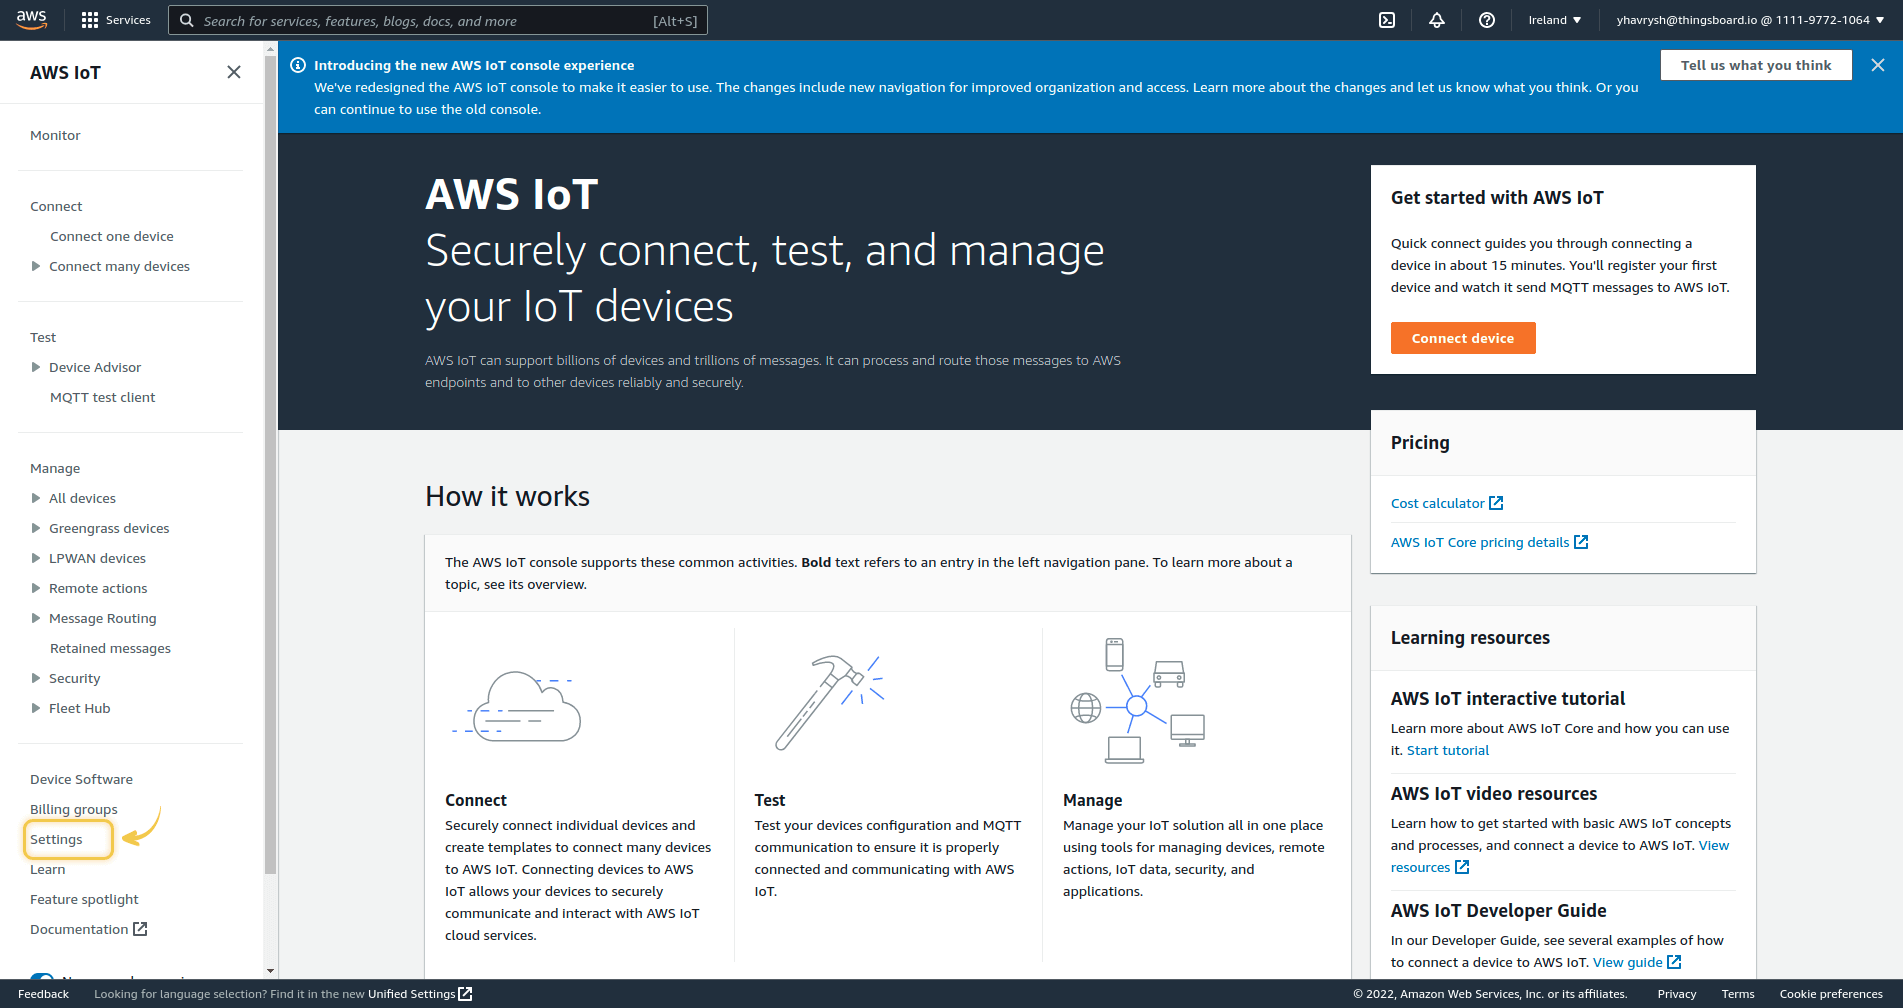 aws
Services
Search for services, features, blogs, docs, and more
[Alt+S]
Ireland
yhavrysh@thingsboard.io @ 1111-9772-1064
AWS IoT
Monitor
Connect
Connect one device
Connect many devices
Test
Device Advisor
MQTT test client
Manage
All devices
Greengrass devices
LPWAN devices
Remote actions
Message Routing
Retained messages
Security
Fleet Hub
Device Software
Billing groups
Settings
Learn
Feature spotlight
Documentation
Introducing the new AWS IoT console experience
We've redesigned the AWS IoT console to make it easier to use. The changes include new navigation for improved organization and access. Learn more about the changes and let us know what you think. Or you
can continue to use the old console.
Tell us what you think
AWS IoT
Securely connect, test, and manage
your IoT devices
AWS IoT can support billions of devices and trillions of messages. It can process and route those messages to AWS
endpoints and to other devices reliably and securely.
Get started with AWS IoT
Quick connect guides you through connecting a
device in about 15 minutes. You'll register your first
device and watch it send MQTT messages to AWS IoT.
Connect device
Pricing
Cost calculator
AWS IoT Core pricing details
How it works
The AWS IoT console supports these common activities. Bold text refers to an entry in the left navigation pane. To learn more about a
topic, see its overview.
Connect
Securely connect individual devices and
create templates to connect many devices
to AWS IoT. Connecting devices to AWS
IoT allows your devices to securely
communicate and interact with AWS IoT
cloud services.
Test
Test your devices configuration and MQTT
communication to ensure it is properly
connected and communicating with AWS
IoT.
Manage
Manage your IoT solution all in one place
using tools for managing devices, remote
actions, IoT data, security, and
applications.
Learning resources
AWS IoT interactive tutorial
Learn more about AWS IoT Core and how you can use
it. Start tutorial
AWS IoT video resources
Learn how to get started with basic AWS IoT concepts
and processes, and connect a device to AWS IoT. View
resources
AWS IoT Developer Guide
In our Developer Guide, see several examples of how
to connect a device to AWS IoT. View guide
Feedback
Looking for language selection? Find it in the new Unified Settings
© 2022, Amazon Web Services, Inc. or its affiliates.
Privacy
Terms
Cookie preferences